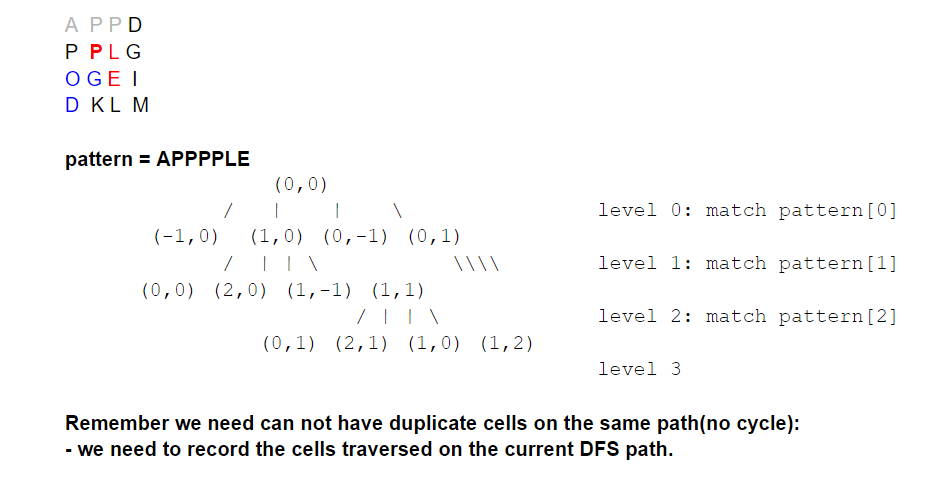 A P P D
P P L G
O G E I
D K L M
pattern = APPPPLE
(0,0)
/ | | \ level 0: match pattern[0]
(-1,0) (1,0) (0,-1) (0,1)
/ | | \ \\\\ level 1: match pattern[1]
(0,0) (2,0) (1,-1) (1,1)
/ | | \ level 2: match pattern[2]
(0,1) (2,1) (1,0) (1,2)
level 3
Remember we need can not have duplicate cells on the same path(no cycle):
- we need to record the cells traversed on the current DFS path.